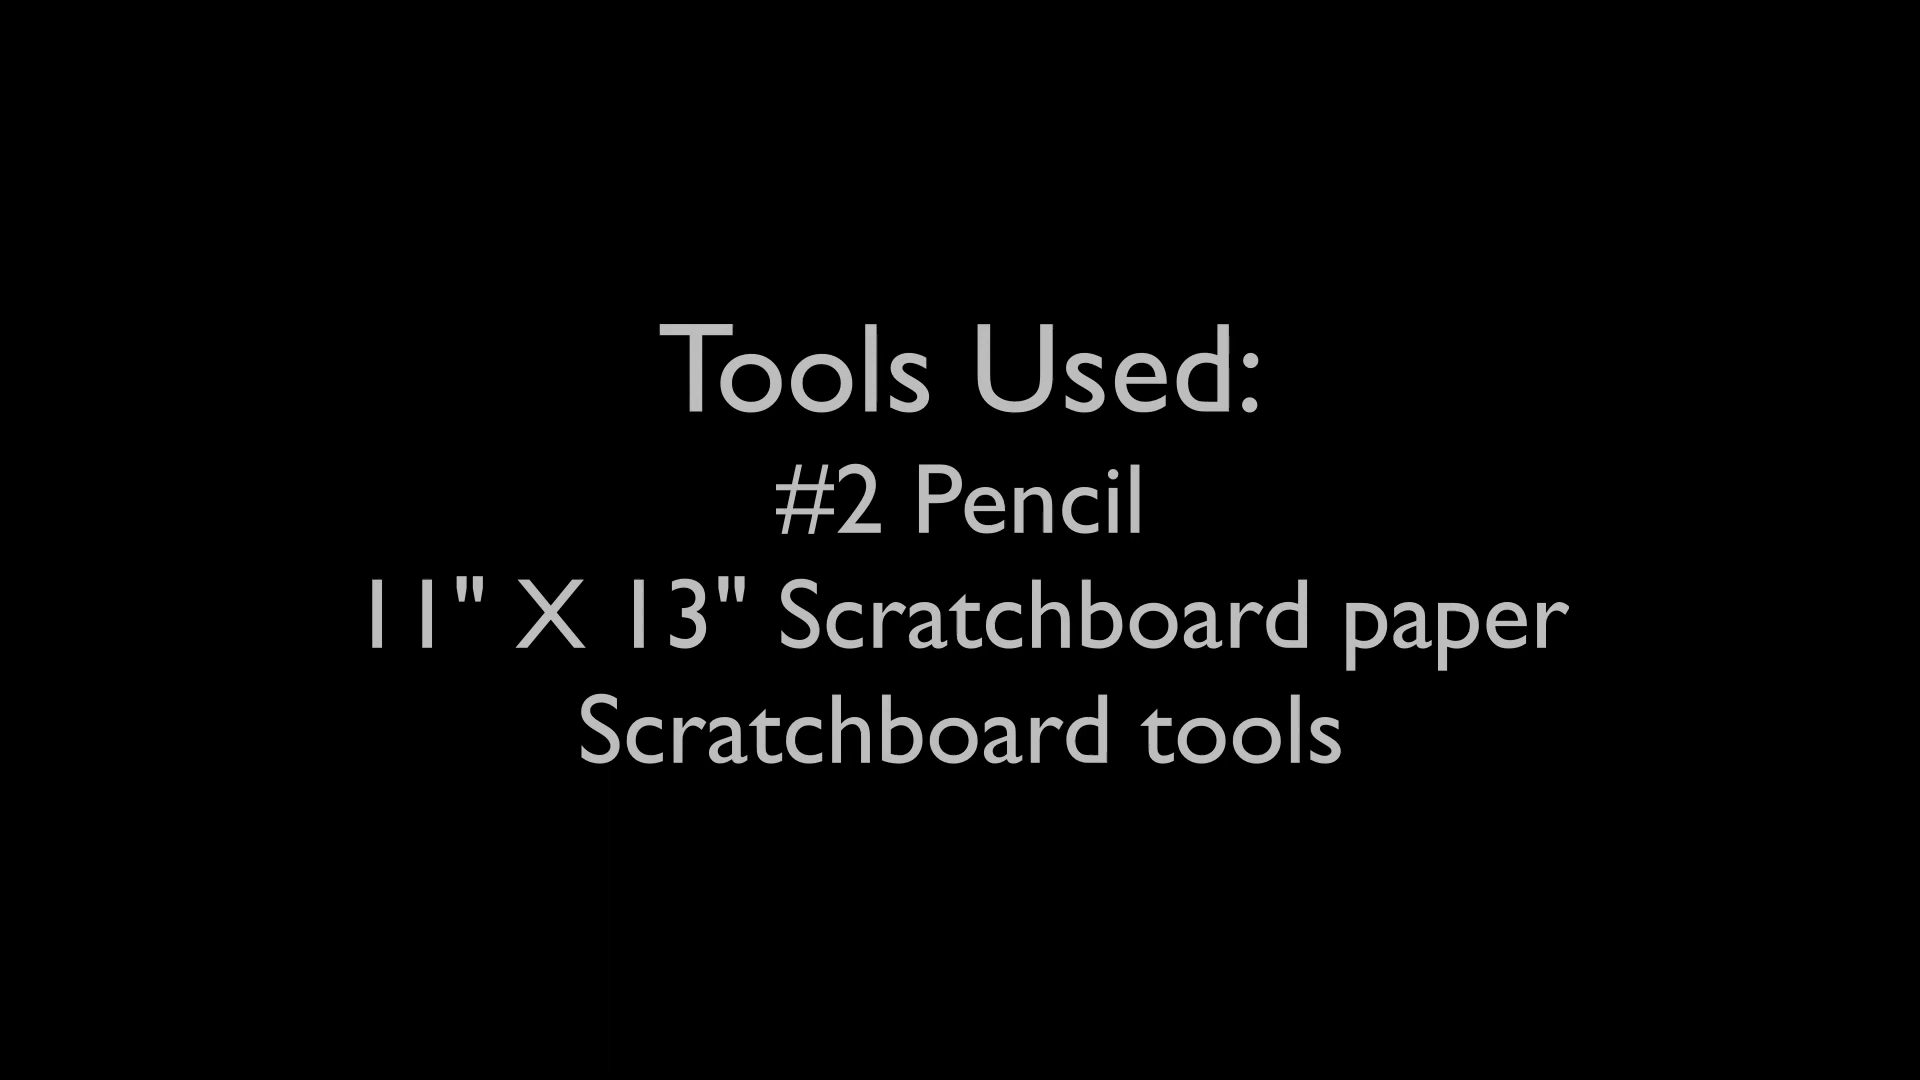 Tools Used:
#2 Pencil
11" X 13" Scratchboard paper
Scratchboard tools